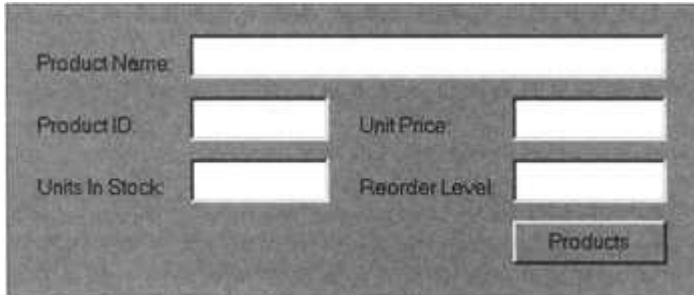 Product Name:
Product ID: Unit Price:
Units In Stock: Reorder Level:
Products